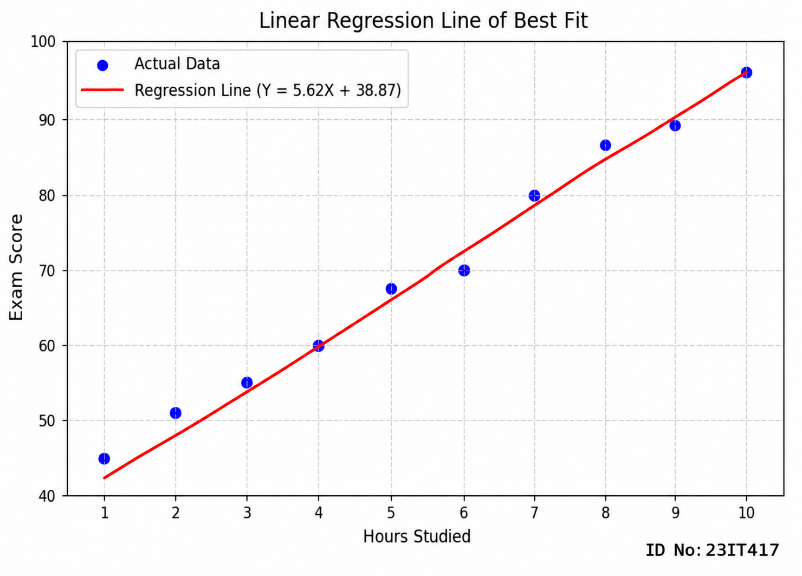 Linear Regression Line of Best Fit
Actual Data
Regression Line (Y = 5.62X + 38.87)
100
90
80
70
60
50
40
Exam Score
1 2 3 4 5 6 7 8 9 10
Hours Studied
ID No: 23IT417